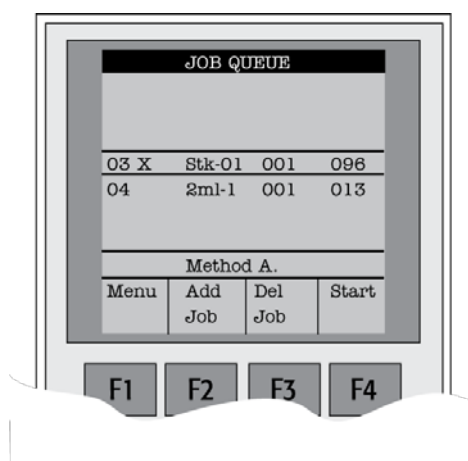 JOB QUEUE
03 X Stk-01 001 096
04 2ml-1 001 013
Method A.
Menu Add Job Del Job Start
F1 F2 F3 F4